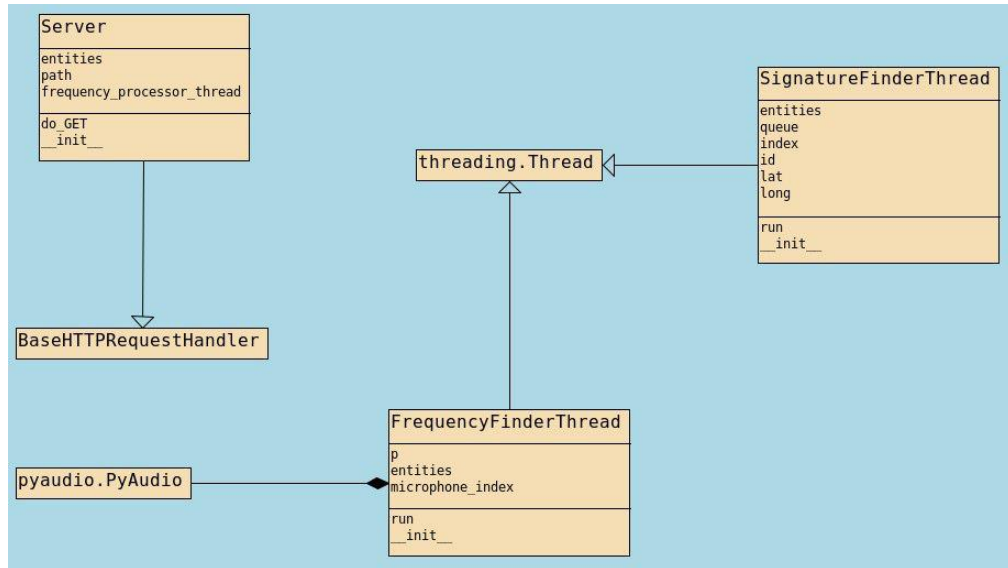 Server
entities
path
frequency_processor_thread
do_GET
__init__
SignatureFinderThread
entities
queue
index
id
lat
long
run
__init__
threading.Thread
BaseHTTPRequestHandler
FrequencyFinderThread
p
entities
microphone_index
run
__init__
pyaudio.PyAudio